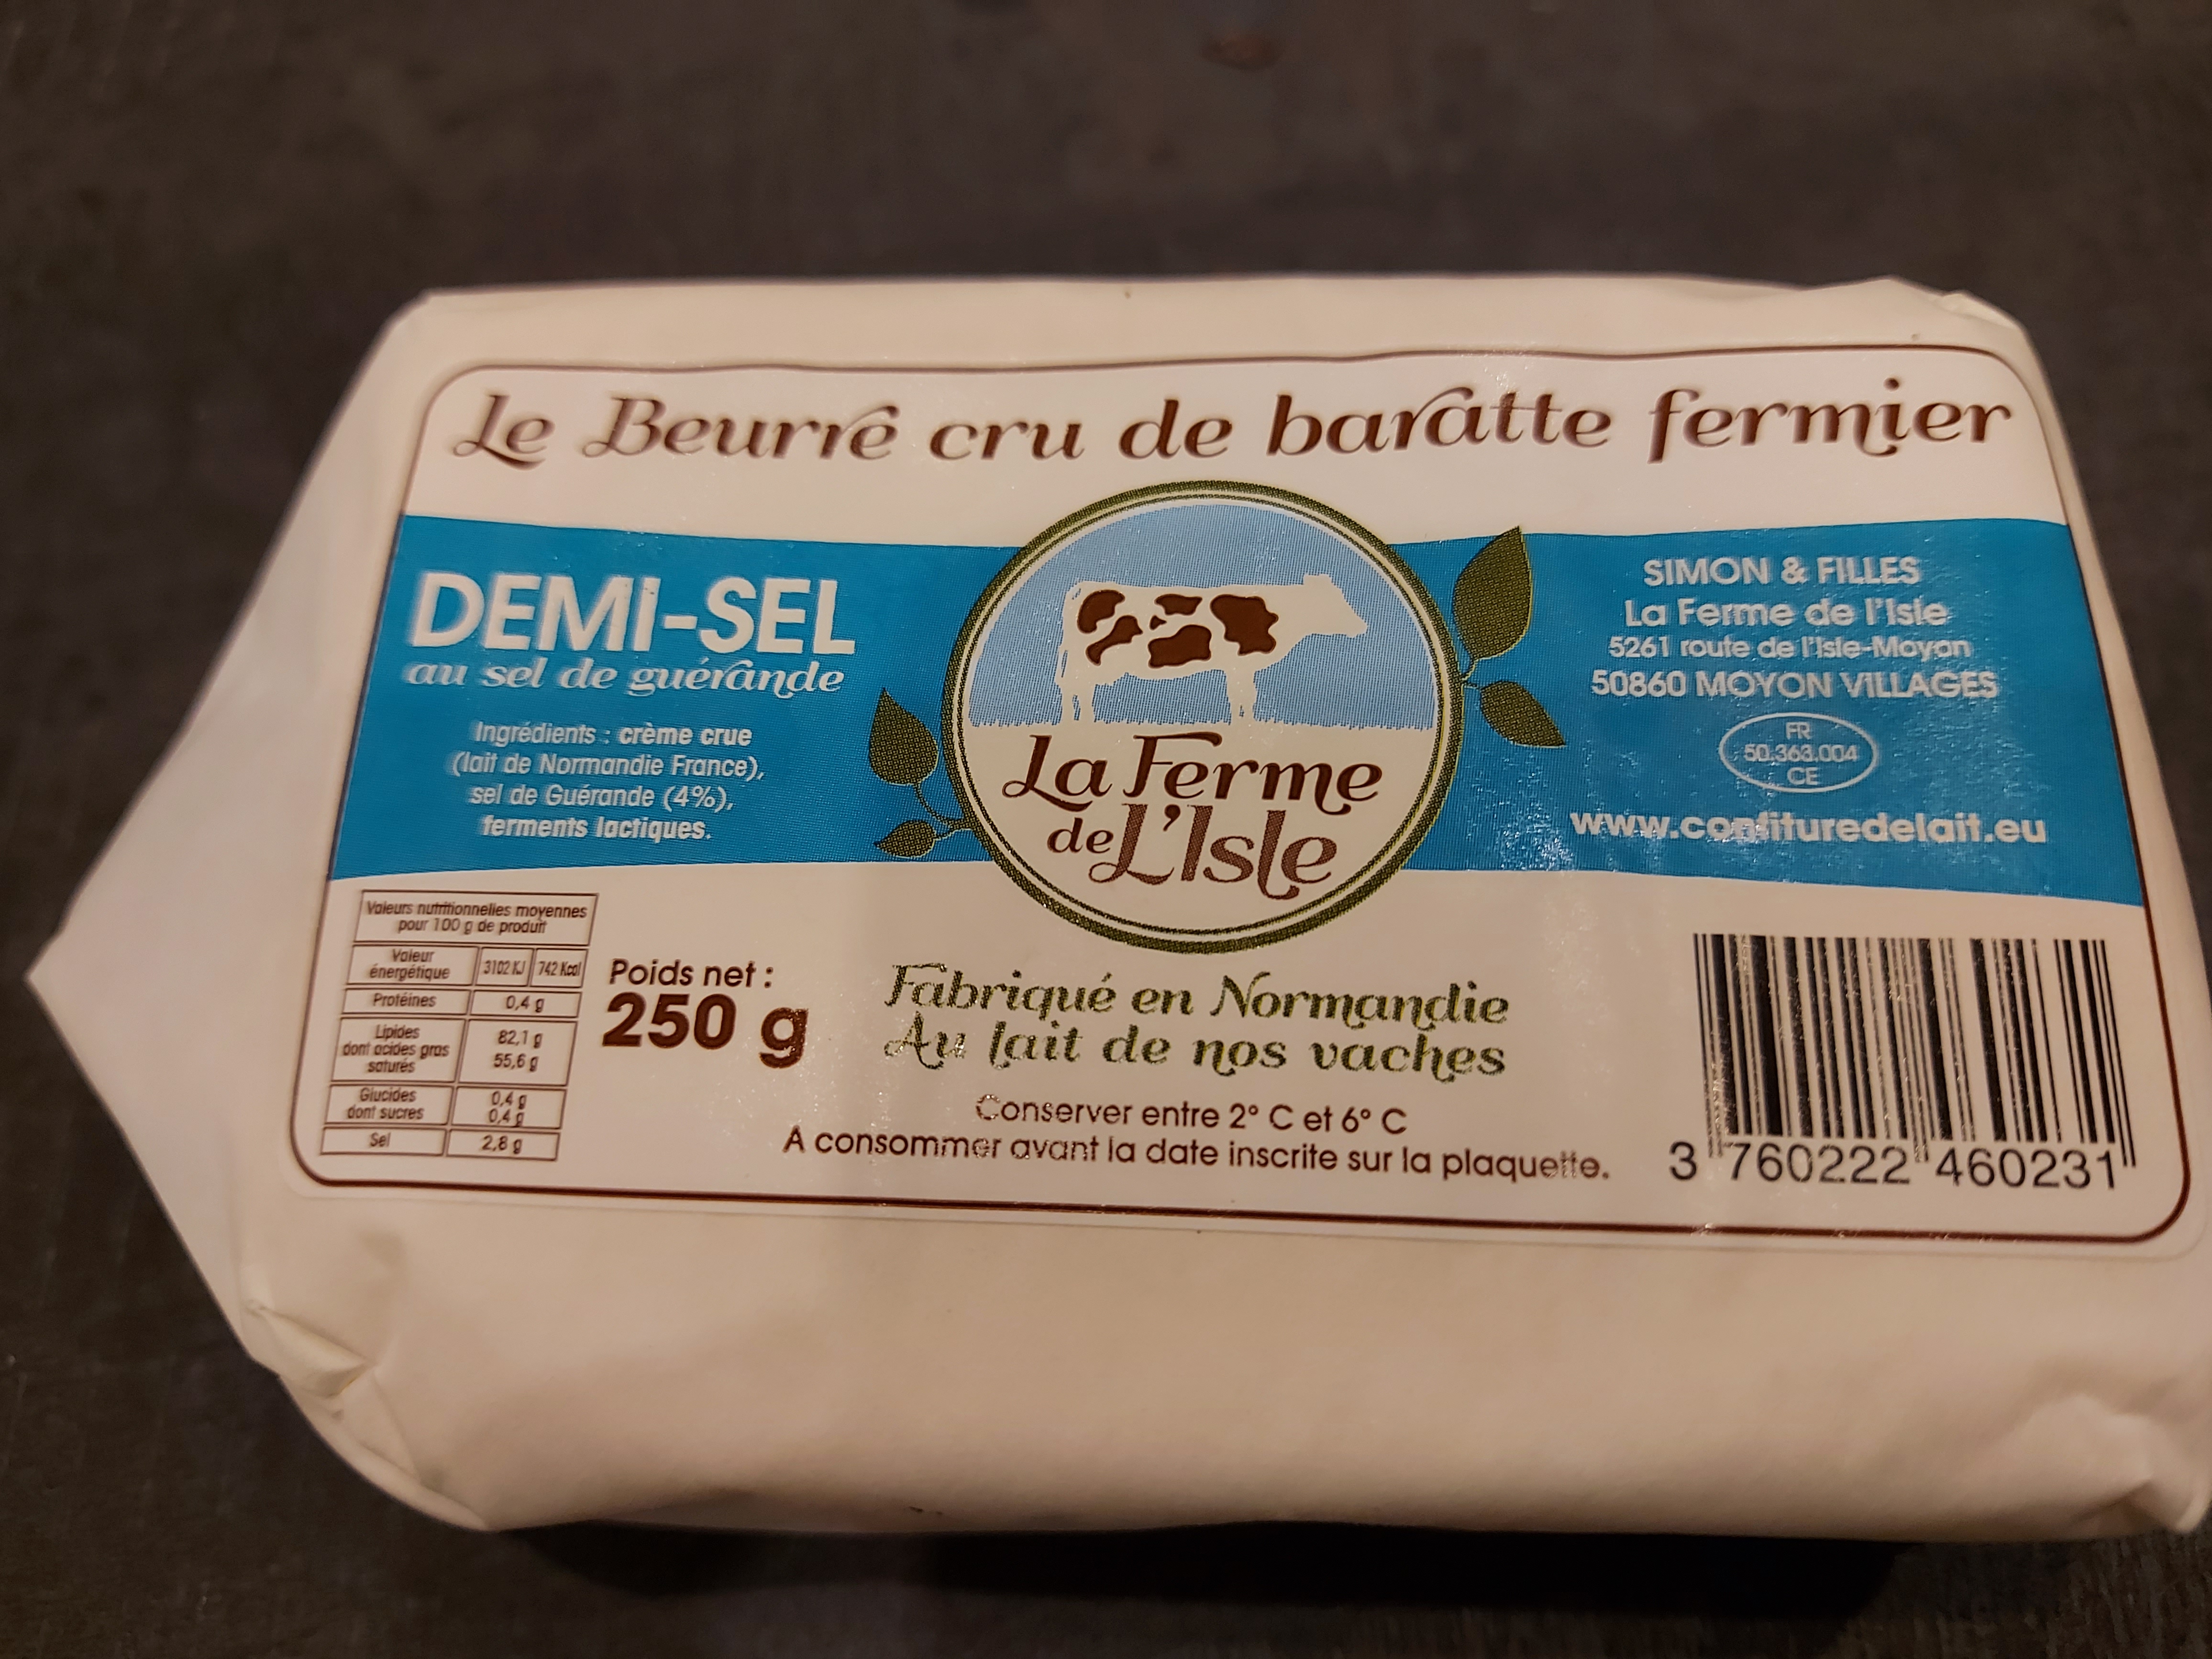 Le Beurre cru de baratte fermier
DEMI-SEL
au sel de guérande
Ingrédients : crème crue
(lait de Normandie France),
sel de Guérande (4%),
ferments lactiques.
La Ferme
de L'Isle
SIMON & FILLES
La Ferme de l'Isle
5261 route de l'Isle-Moyon
50860 MOYON VILLAGES
FR
50.363.004
CE
www.confituredelait.eu
Valeurs nutritionnelles moyennes
pour 100 g de produit
Valeur
énergétique 3102 KJ 742 Kcal
Protéines 0,4 g
Lipides 82,1 g
dont acides gras
saturés 55,6 g
Glucides 0,4 g
dont sucres 0,4 g
Sel 2,8 g
Poids net :
250 g
Fabriqué en Normandie
Au lait de nos vaches
Conserver entre 2° C et 6° C
A consommer avant la date inscrite sur la plaquette.
3 760222 460231